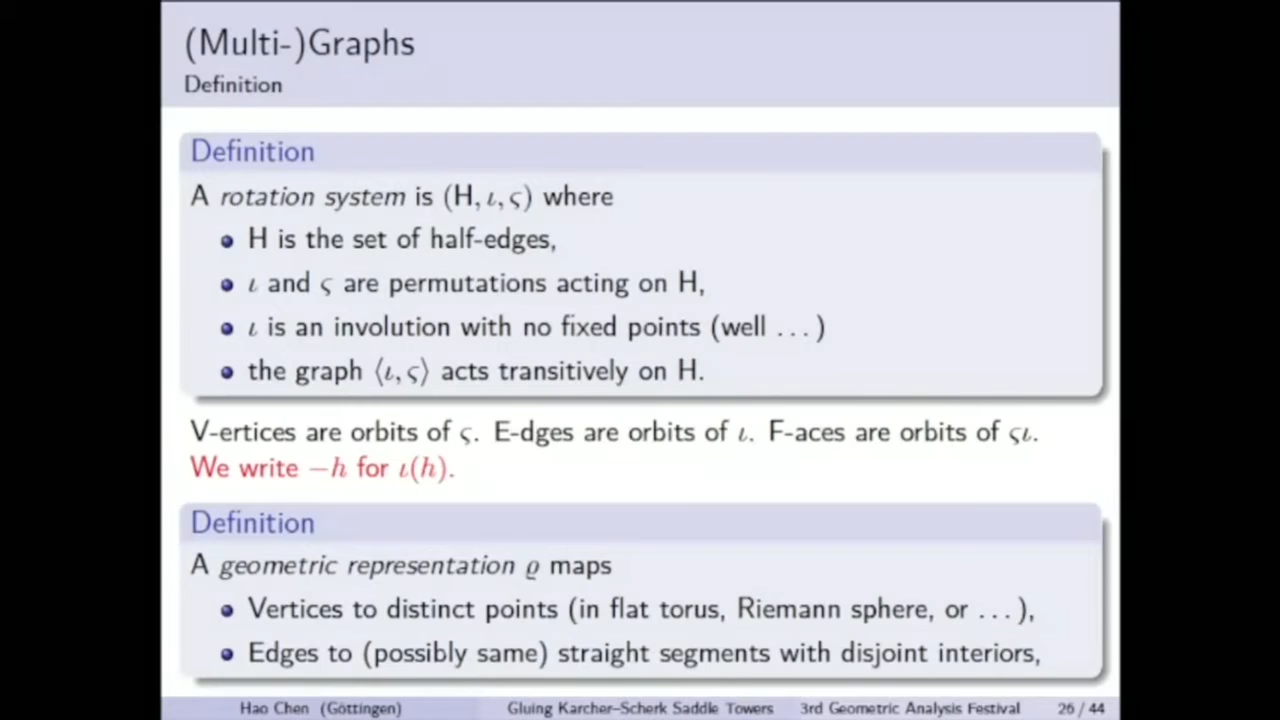 (Multi-)Graphs
Definition
Definition
A rotation system is (H, ι, ς) where
• H is the set of half-edges,
• ι and ς are permutations acting on H,
• ι is an involution with no fixed points (well ...)
• the graph ⟨ι, ς⟩ acts transitively on H.
V-ertices are orbits of ς. E-dges are orbits of ι. F-aces are orbits of ςι.
We write −h for ι(h).
Definition
A geometric representation ϱ maps
• Vertices to distinct points (in flat torus, Riemann sphere, or ...),
• Edges to (possibly same) straight segments with disjoint interiors,
Hao Chen (Göttingen) Gluing Karcher–Scherk Saddle Towers 3rd Geometric Analysis Festival 26 / 44